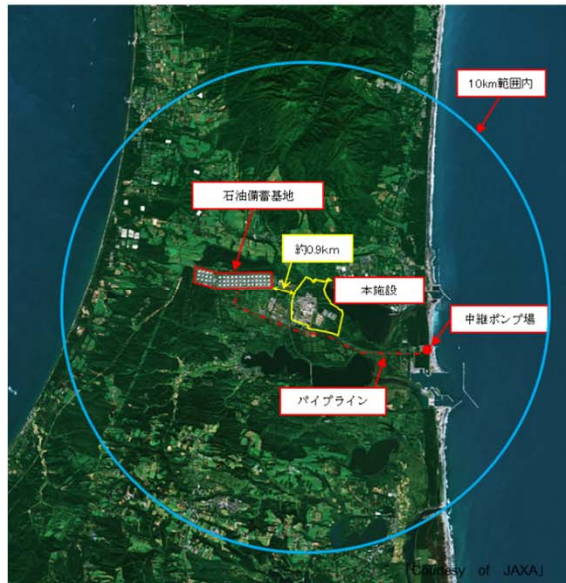 10km範囲内
石油備蓄基地
約0.9km
本施設
中継ポンプ場
パイプライン
「Courtesy of JAXA」